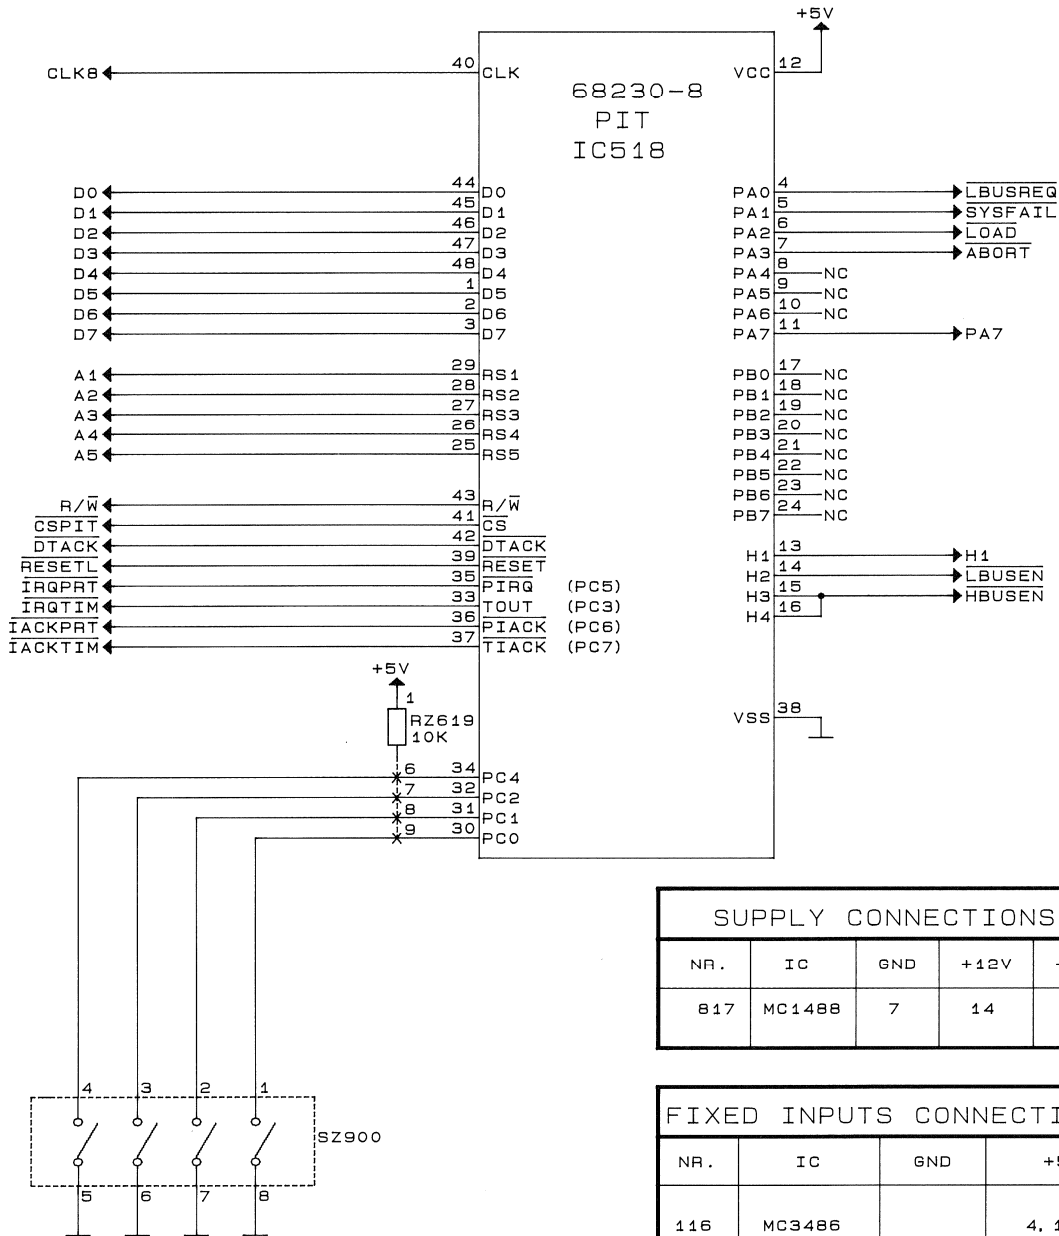 +5V
CLK8 40 CLK VCC 12
68230-8
PIT
IC518
D0 44 D0 PA0 4 LBUSREQ
D1 45 D1 PA1 5 SYSFAIL
D2 46 D2 PA2 6 LOAD
D3 47 D3 PA3 7 ABORT
D4 48 D4 PA4 8 NC
D5 1 D5 PA5 9 NC
D6 2 D6 PA6 10 NC
D7 3 D7 PA7 11 PA7
A1 29 RS1 PB0 17 NC
A2 28 RS2 PB1 18 NC
A3 27 RS3 PB2 19 NC
A4 26 RS4 PB3 20 NC
A5 25 RS5 PB4 21 NC
PB5 22 NC
R/W 43 R/W PB6 23 NC
CSPIT 41 CS PB7 24 NC
DTACK 42 DTACK
RESETL 39 RESET H1 13 H1
IRQPRT 35 PIRQ (PC5) H2 14 LBUSEN
IRQTIM 33 TOUT (PC3) H3 15 HBUSEN
IACKPRT 36 PIACK (PC6) H4 16
IACKTIM 37 TIACK (PC7)
+5V
1
RZ619
10K
VSS 38
6 34 PC4
7 32 PC2
8 31 PC1
9 30 PC0
SUPPLY CONNECTIONS
NR. IC GND +12V
817 MC1488 7 14
4 3 2 1
SZ900
5 6 7 8
FIXED INPUTS CONNECTI
NR. IC GND
116 MC3486 4,